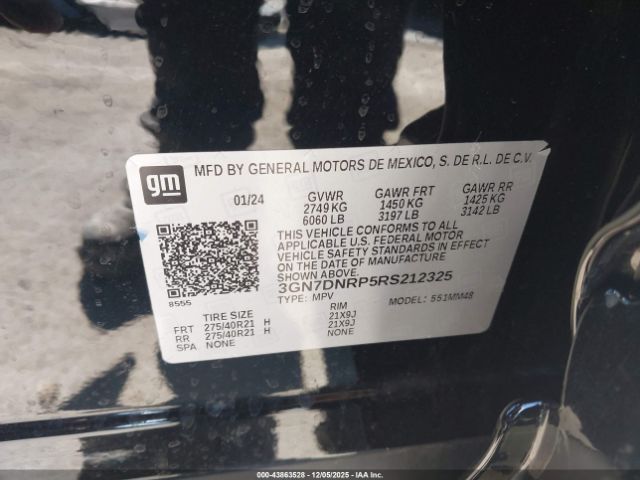 gm
MFD BY GENERAL MOTORS DE MEXICO, S. DE R.L. DE C.V.
01/24 GVWR GAWR FRT GAWR RR
2749 KG 1450 KG 1425 KG
6060 LB 3197 LB 3142 LB
THIS VEHICLE CONFORMS TO ALL
APPLICABLE U.S. FEDERAL MOTOR
VEHICLE SAFETY STANDARDS IN EFFECT
ON THE DATE OF MANUFACTURE
SHOWN ABOVE.
3GN7DNRP5RS212325
8555 TYPE: MPV MODEL: 551MM48
TIRE SIZE RIM
FRT 275/40R21 H 21X9J
RR 275/40R21 H 21X9J
SPA NONE NONE
000-43863528 - 12/05/2025 - COPYRIGHT IAA, LLC.